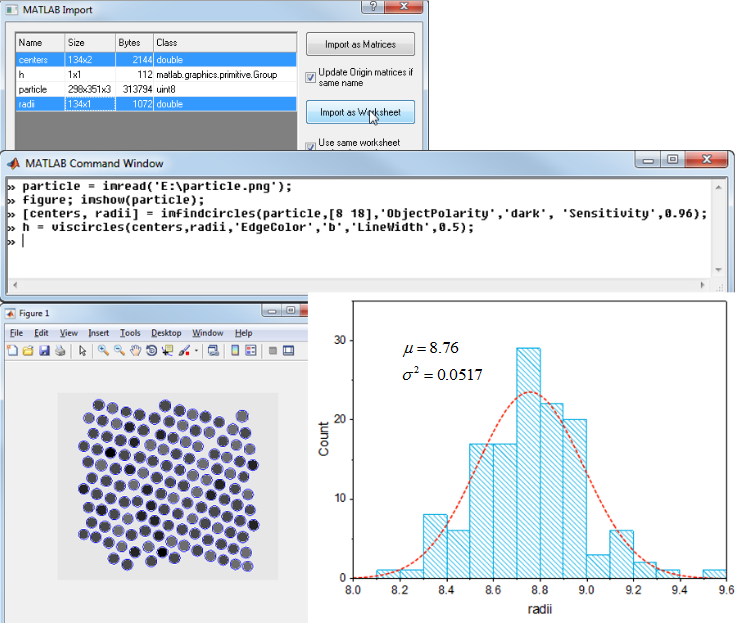 MATLAB Import
Name Size Bytes Class
centers 134x2 2144 double
h 1x1 112 matlab.graphics.primitive.Group
particle 298x351x3 313794 uint8
radii 134x1 1072 double
Import as Matrices
Update Origin matrices if
same name
Import as Worksheet
Use same worksheet
MATLAB Command Window
» particle = imread('E:\particle.png');
» figure; imshow(particle);
» [centers, radii] = imfindcircles(particle,[8 18],'ObjectPolarity','dark', 'Sensitivity',0.96);
» h = viscircles(centers,radii,'EdgeColor','b','LineWidth',0.5);
»
Figure 1
File Edit View Insert Tools Desktop Window Help
μ = 8.76
σ² = 0.0517
Count
30
20
10
0
8.0 8.2 8.4 8.6 8.8 9.0 9.2 9.4 9.6
radii